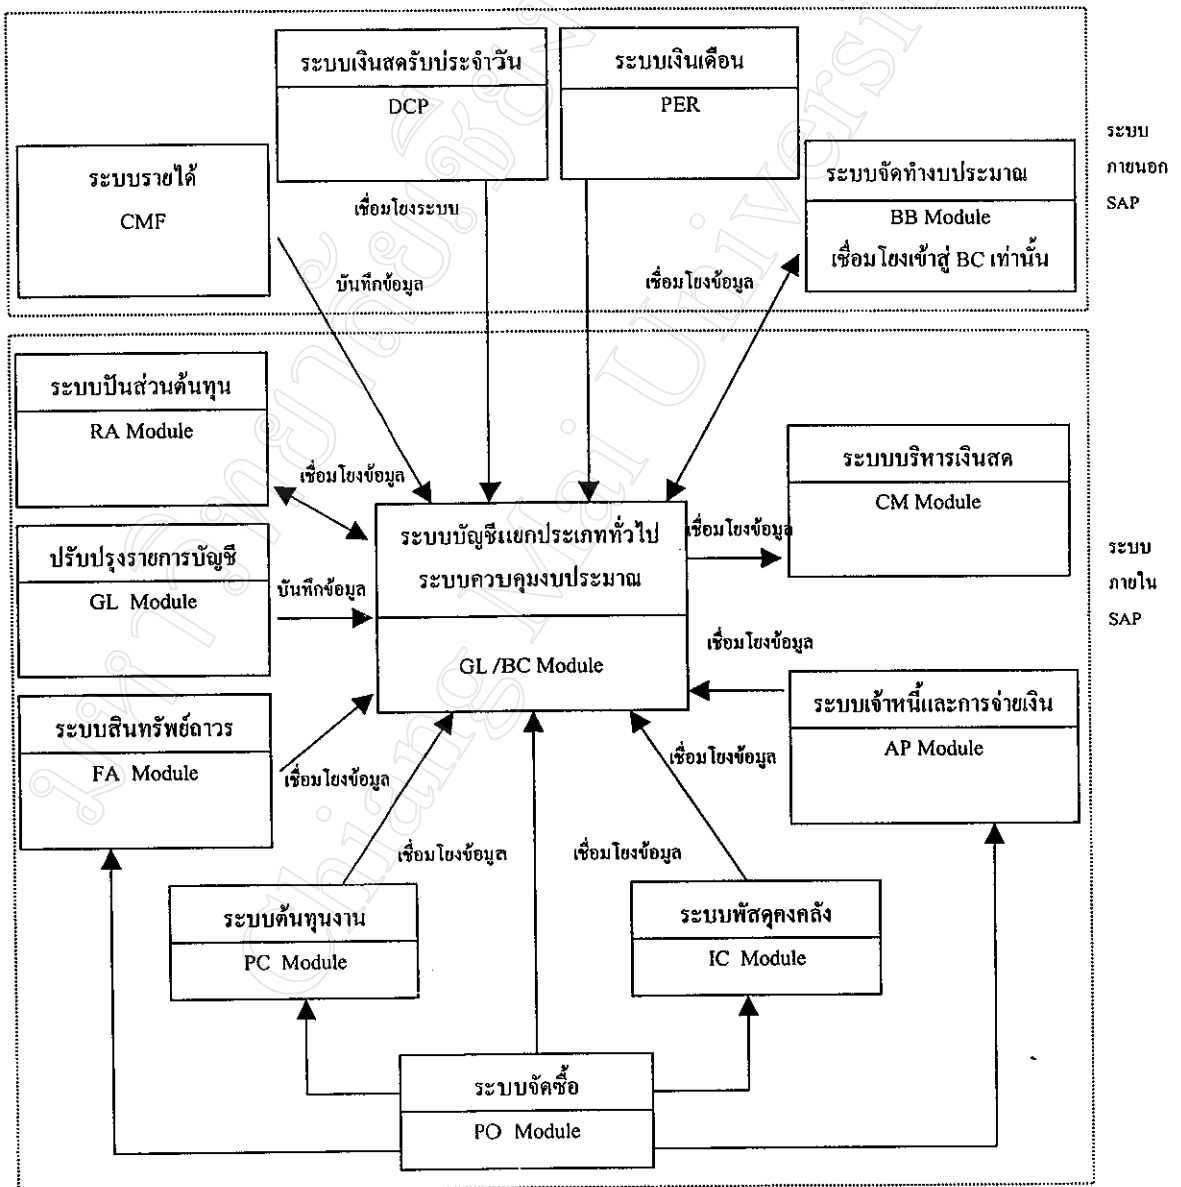 ระบบเงินสดรับประจำวัน
DCP
ระบบเงินเดือน
PER
ระบบ
ภายนอก
SAP
ระบบรายได้
CMF
ระบบจัดทำงบประมาณ
BB Module
เชื่อมโยงเข้าสู่ BC เท่านั้น
เชื่อมโยงระบบ
บันทึกข้อมูล
เชื่อมโยงข้อมูล
ระบบปันส่วนต้นทุน
RA Module
เชื่อมโยงข้อมูล
ระบบบริหารเงินสด
CM Module
ระบบบัญชีแยกประเภททั่วไป
ระบบควบคุมงบประมาณ
GL /BC Module
เชื่อมโยงข้อมูล
ปรับปรุงรายการบัญชี
GL Module
บันทึกข้อมูล
ระบบ
ภายใน
SAP
เชื่อมโยงข้อมูล
ระบบสินทรัพย์ถาวร
FA Module
เชื่อมโยงข้อมูล
ระบบเจ้าหนี้และการจ่ายเงิน
AP Module
เชื่อมโยงข้อมูล
เชื่อมโยงข้อมูล
เชื่อมโยงข้อมูล
ระบบต้นทุนงาน
PC Module
ระบบพัสดุคงคลัง
IC Module
ระบบจัดซื้อ
PO Module
มหาวิทยาลัยเชียงใหม่
Chiang Mai University